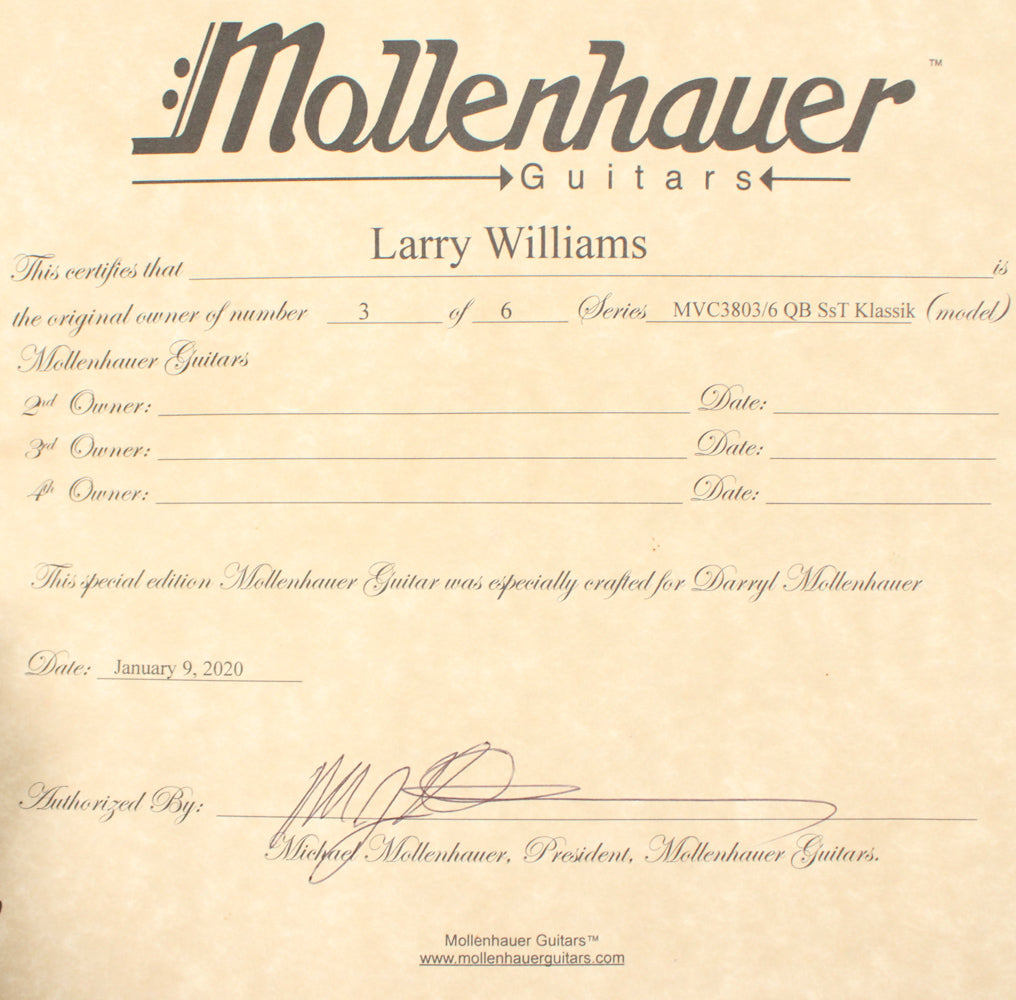 Mollenhauer™
Guitars
This certifies that Larry Williams is
the original owner of number 3 of 6 Series MVC3803/6 QB SsT Klassik (model)
Mollenhauer Guitars
2nd Owner: Date:
3rd Owner: Date:
4th Owner: Date:
This special edition Mollenhauer Guitar was especially crafted for Darryl Mollenhauer
Date: January 9, 2020
Authorized By:
Michael Mollenhauer, President, Mollenhauer Guitars.
Mollenhauer Guitars™
www.mollenhauerguitars.com